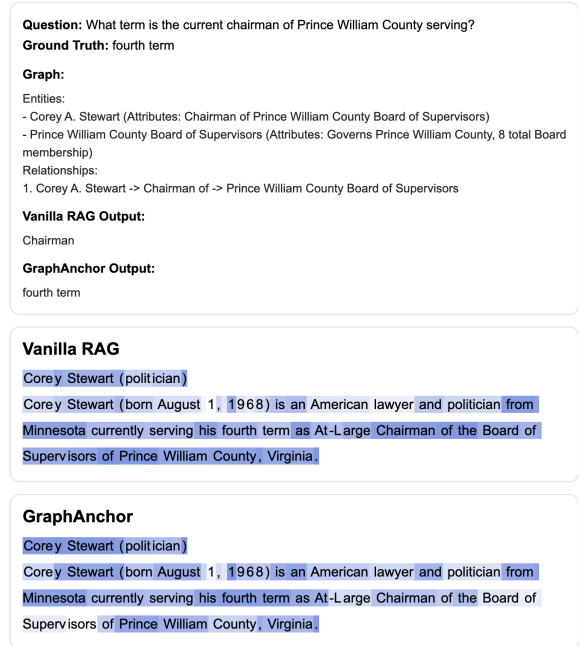 Question: What term is the current chairman of Prince William County serving?
Ground Truth: fourth term
Graph:
Entities:
- Corey A. Stewart (Attributes: Chairman of Prince William County Board of Supervisors)
- Prince William County Board of Supervisors (Attributes: Governs Prince William County, 8 total Board
membership)
Relationships:
1. Corey A. Stewart -> Chairman of -> Prince William County Board of Supervisors
Vanilla RAG Output:
Chairman
GraphAnchor Output:
fourth term
Vanilla RAG
Corey Stewart (politician)
Corey Stewart (born August 1, 1968) is an American lawyer and politician from
Minnesota currently serving his fourth term as At-Large Chairman of the Board of
Supervisors of Prince William County, Virginia.
GraphAnchor
Corey Stewart (politician)
Corey Stewart (born August 1, 1968) is an American lawyer and politician from
Minnesota currently serving his fourth term as At-Large Chairman of the Board of
Supervisors of Prince William County, Virginia.